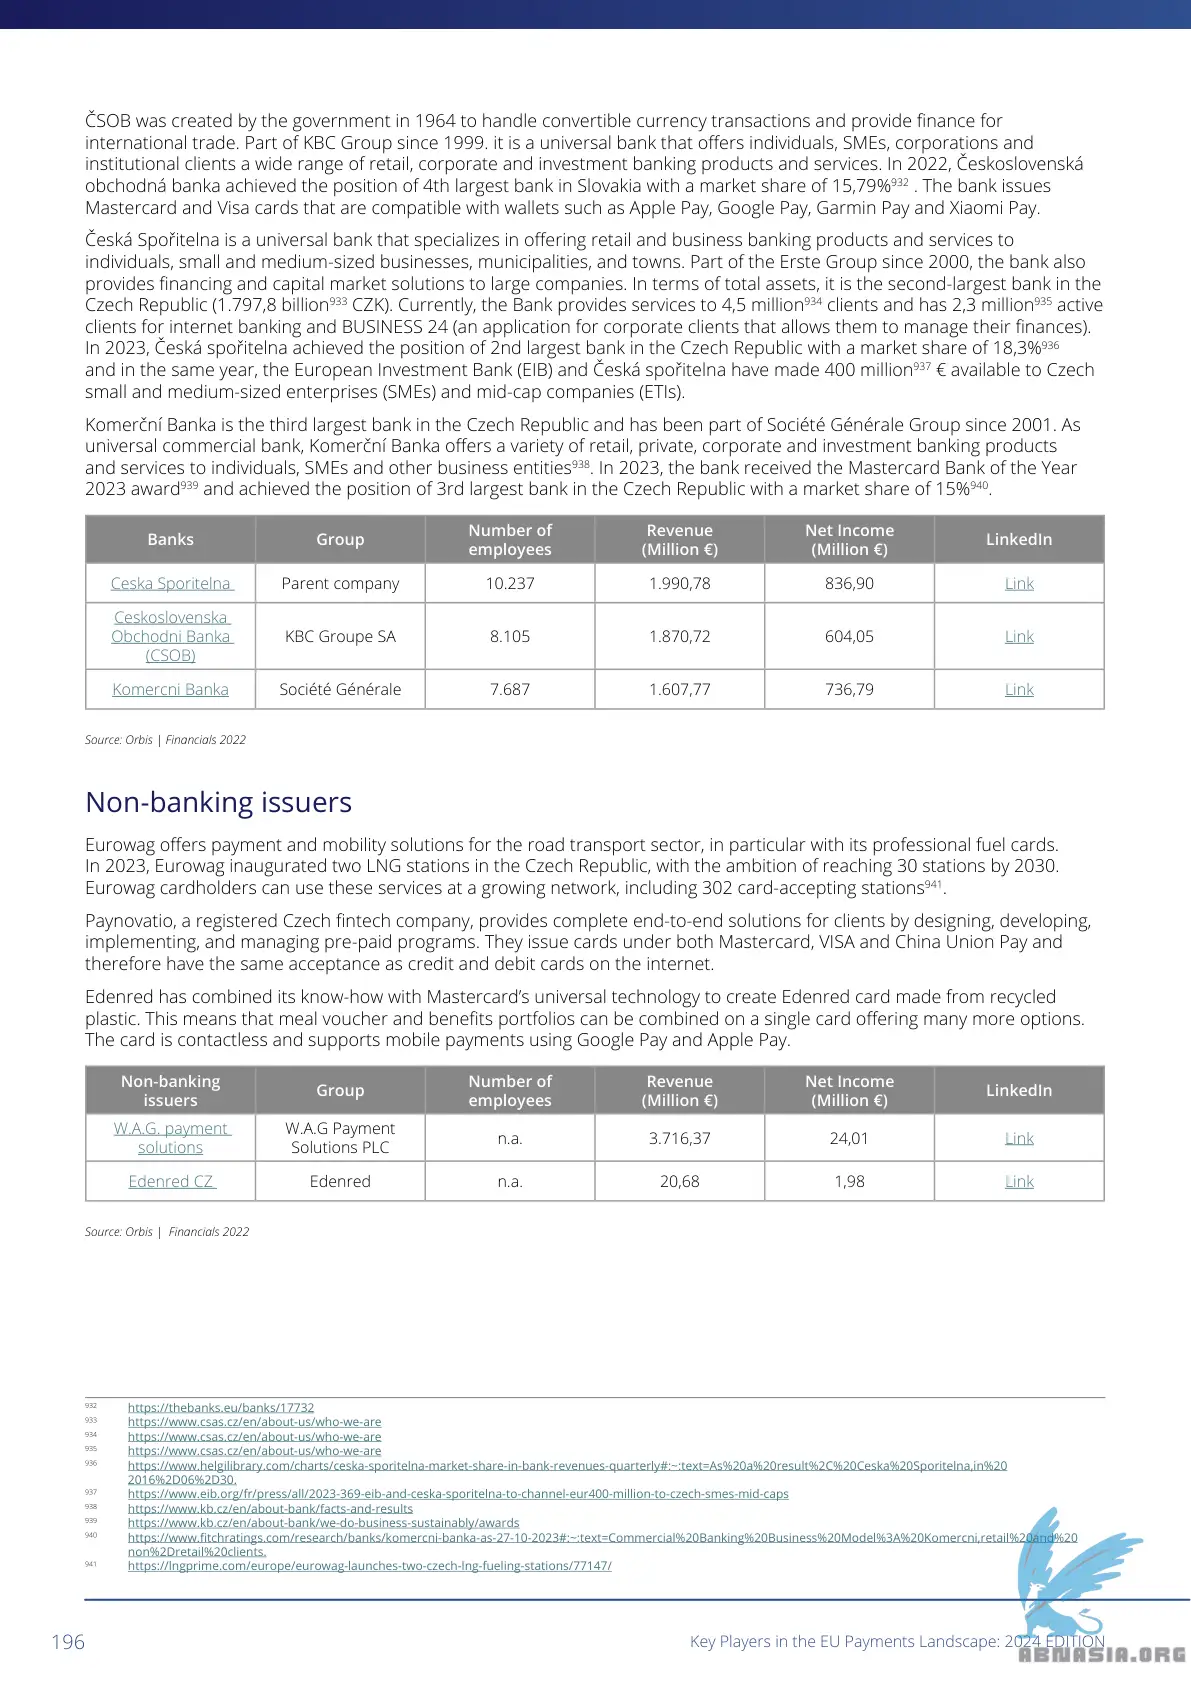 ČSOB was created by the government in 1964 to handle convertible currency transactions and provide finance for
international trade. Part of KBC Group since 1999. it is a universal bank that offers individuals, SMEs, corporations and
institutional clients a wide range of retail, corporate and investment banking products and services. In 2022, Československá
obchodná banka achieved the position of 4th largest bank in Slovakia with a market share of 15,79%932 . The bank issues
Mastercard and Visa cards that are compatible with wallets such as Apple Pay, Google Pay, Garmin Pay and Xiaomi Pay.
Česká Spořitelna is a universal bank that specializes in offering retail and business banking products and services to
individuals, small and medium-sized businesses, municipalities, and towns. Part of the Erste Group since 2000, the bank also
provides financing and capital market solutions to large companies. In terms of total assets, it is the second-largest bank in the
Czech Republic (1.797,8 billion933 CZK). Currently, the Bank provides services to 4,5 million934 clients and has 2,3 million935 active
clients for internet banking and BUSINESS 24 (an application for corporate clients that allows them to manage their finances).
In 2023, Česká spořitelna achieved the position of 2nd largest bank in the Czech Republic with a market share of 18,3%936
and in the same year, the European Investment Bank (EIB) and Česká spořitelna have made 400 million937 € available to Czech
small and medium-sized enterprises (SMEs) and mid-cap companies (ETIs).
Komerční Banka is the third largest bank in the Czech Republic and has been part of Société Générale Group since 2001. As
universal commercial bank, Komerční Banka offers a variety of retail, private, corporate and investment banking products
and services to individuals, SMEs and other business entities938. In 2023, the bank received the Mastercard Bank of the Year
2023 award939 and achieved the position of 3rd largest bank in the Czech Republic with a market share of 15%940.
Banks Group Number of employees Revenue (Million €) Net Income (Million €) LinkedIn
Ceska Sporitelna Parent company 10.237 1.990,78 836,90 Link
Ceskoslovenska Obchodni Banka (CSOB) KBC Groupe SA 8.105 1.870,72 604,05 Link
Komercni Banka Société Générale 7.687 1.607,77 736,79 Link
Source: Orbis | Financials 2022
Non-banking issuers
Eurowag offers payment and mobility solutions for the road transport sector, in particular with its professional fuel cards.
In 2023, Eurowag inaugurated two LNG stations in the Czech Republic, with the ambition of reaching 30 stations by 2030.
Eurowag cardholders can use these services at a growing network, including 302 card-accepting stations941.
Paynovatio, a registered Czech fintech company, provides complete end-to-end solutions for clients by designing, developing,
implementing, and managing pre-paid programs. They issue cards under both Mastercard, VISA and China Union Pay and
therefore have the same acceptance as credit and debit cards on the internet.
Edenred has combined its know-how with Mastercard’s universal technology to create Edenred card made from recycled
plastic. This means that meal voucher and benefits portfolios can be combined on a single card offering many more options.
The card is contactless and supports mobile payments using Google Pay and Apple Pay.
Non-banking issuers Group Number of employees Revenue (Million €) Net Income (Million €) LinkedIn
W.A.G. payment solutions W.A.G Payment Solutions PLC n.a. 3.716,37 24,01 Link
Edenred CZ Edenred n.a. 20,68 1,98 Link
Source: Orbis | Financials 2022
932 https://thebanks.eu/banks/17732
933 https://www.csas.cz/en/about-us/who-we-are
934 https://www.csas.cz/en/about-us/who-we-are
935 https://www.csas.cz/en/about-us/who-we-are
936 https://www.helgilibrary.com/charts/ceska-sporitelna-market-share-in-bank-revenues-quarterly#:~:text=As%20a%20result%2C%20Ceska%20Sporitelna,in%20
2016%2D06%2D30.
937 https://www.eib.org/fr/press/all/2023-369-eib-and-ceska-sporitelna-to-channel-eur400-million-to-czech-smes-mid-caps
938 https://www.kb.cz/en/about-bank/facts-and-results
939 https://www.kb.cz/en/about-bank/we-do-business-sustainably/awards
940 https://www.fitchratings.com/research/banks/komercni-banka-as-27-10-2023#:~:text=Commercial%20Banking%20Business%20Model%3A%20Komercni,retail%20and%20
non%2Dretail%20clients.
941 https://lngprime.com/europe/eurowag-launches-two-czech-lng-fueling-stations/77147/
196
Key Players in the EU Payments Landscape: 2024 EDITION
ABNASIA.ORG